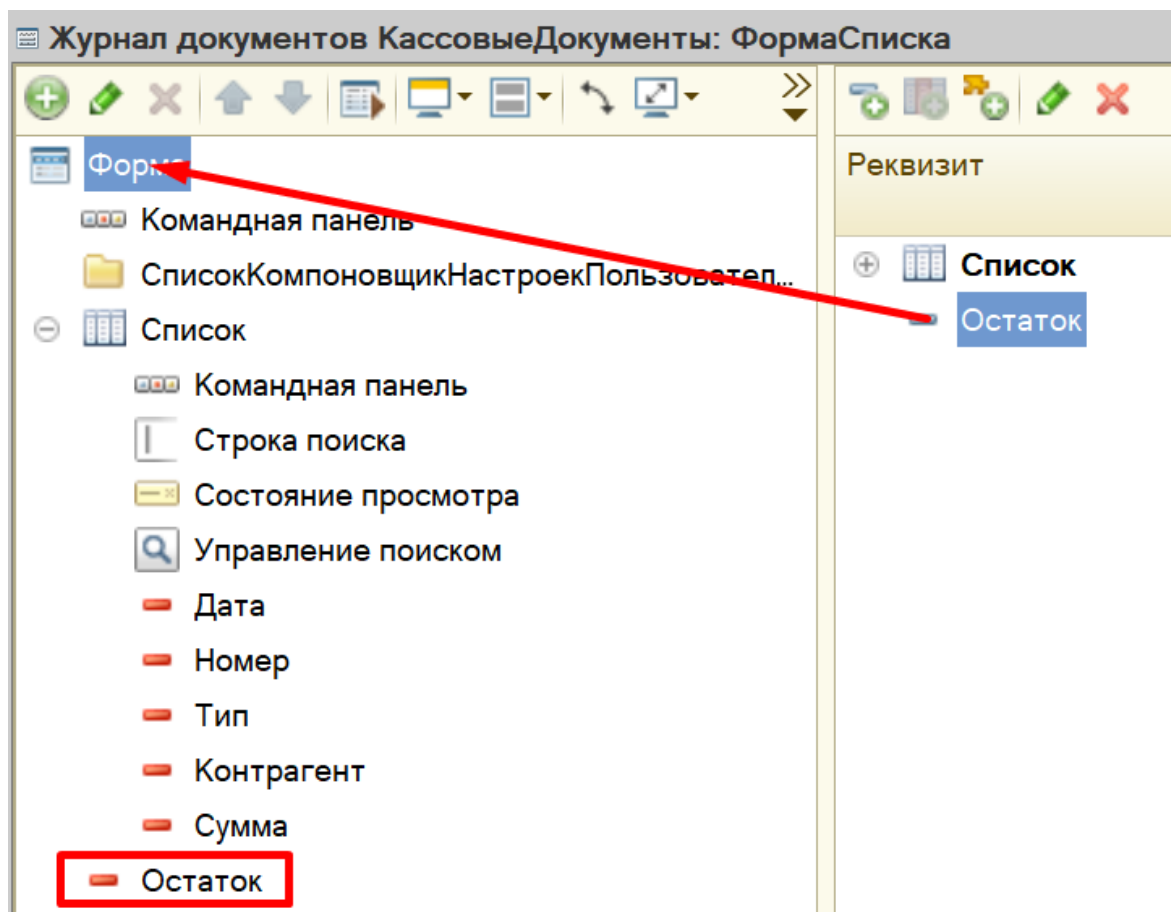 Журнал документов КассовыеДокументы: ФормаСписка
Форма
Командная панель
СписокКомпоновщикНастроекПользовател...
Список
Командная панель
Строка поиска
Состояние просмотра
Управление поиском
Дата
Номер
Тип
Контрагент
Сумма
Остаток
Реквизит
Список
Остаток